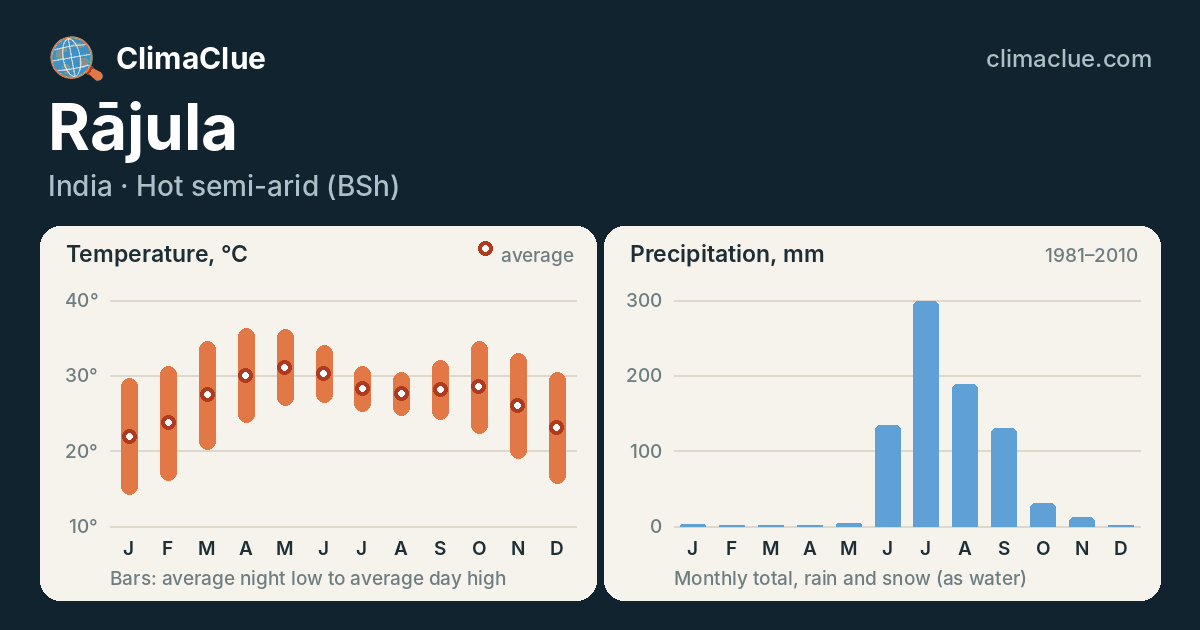 ClimaClue
climaclue.com
Rājula
India · Hot semi-arid (BSh)
Temperature, °C
average
40°
30°
20°
10°
J F M A M J J A S O N D
Bars: average night low to average day high
Precipitation, mm
1981–2010
300
200
100
0
J F M A M J J A S O N D
Monthly total, rain and snow (as water)